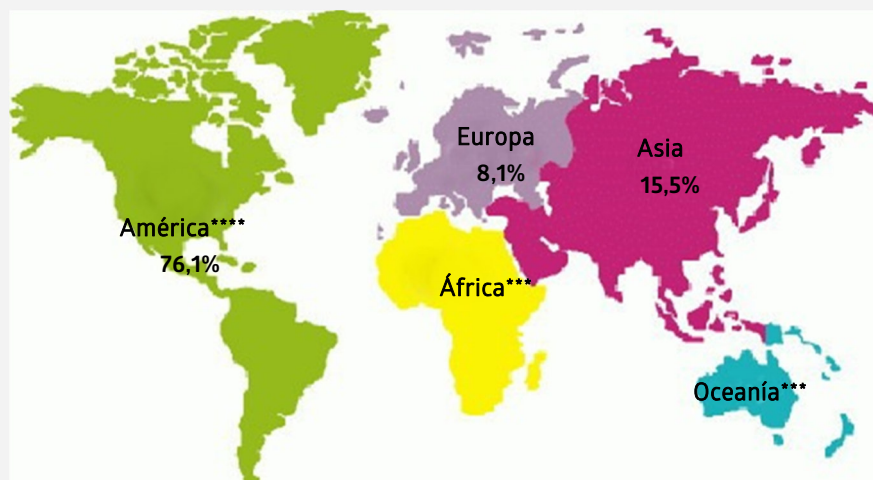 Europa
8,1%
Asia
15,5%
América****
76,1%
África***
Oceanía***